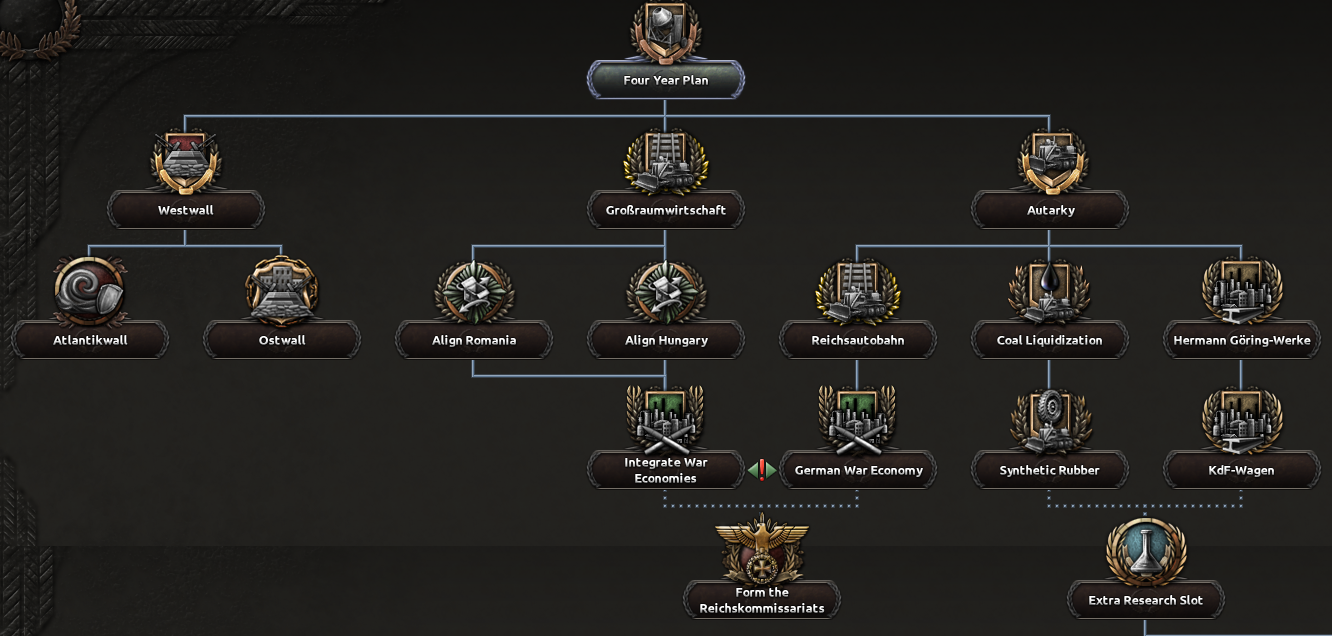 Four Year Plan
Westwall
Großraumwirtschaft
Autarky
Atlantikwall
Ostwall
Align Romania
Align Hungary
Reichsautobahn
Coal Liquidization
Hermann Göring-Werke
Integrate War
Economies
German War Economy
Synthetic Rubber
KdF-Wagen
Form the
Reichskommissariats
Extra Research Slot